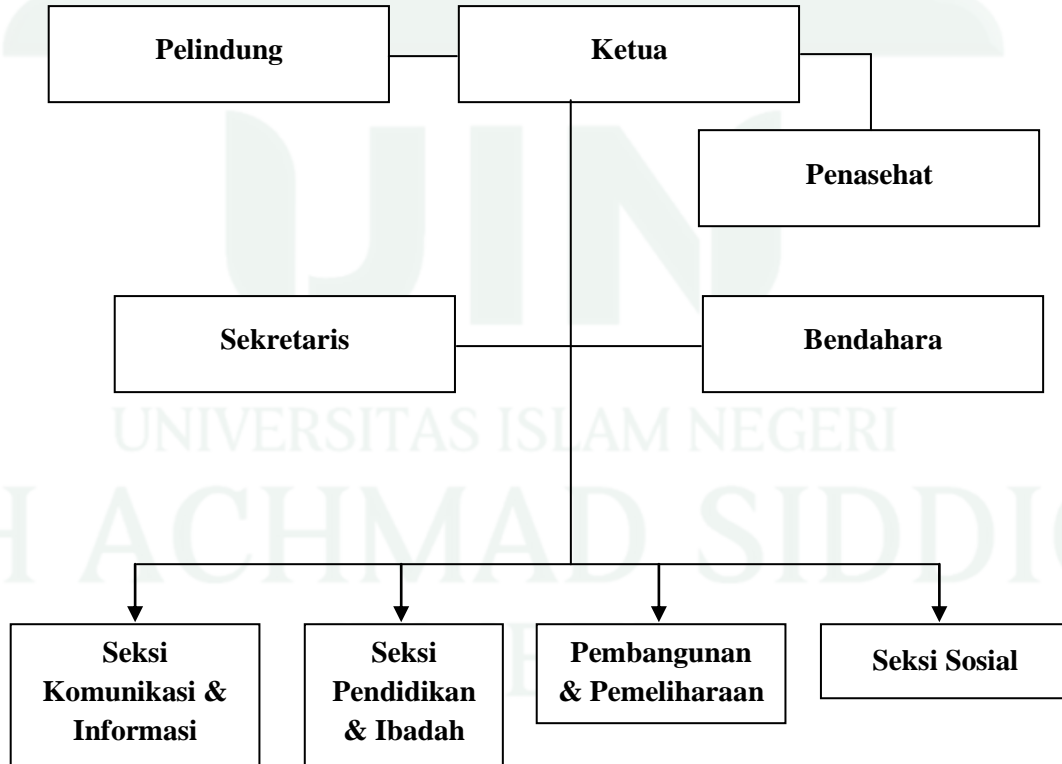 Pelindung
Ketua
Penasehat
Sekretaris
Bendahara
UNIVERSITAS ISLAM NEGERI
H ACHMAD SIDDIQ
Seksi
Komunikasi &
Informasi
Seksi
Pendidikan
& Ibadah
Pembangunan
& Pemeliharaan
Seksi Sosial